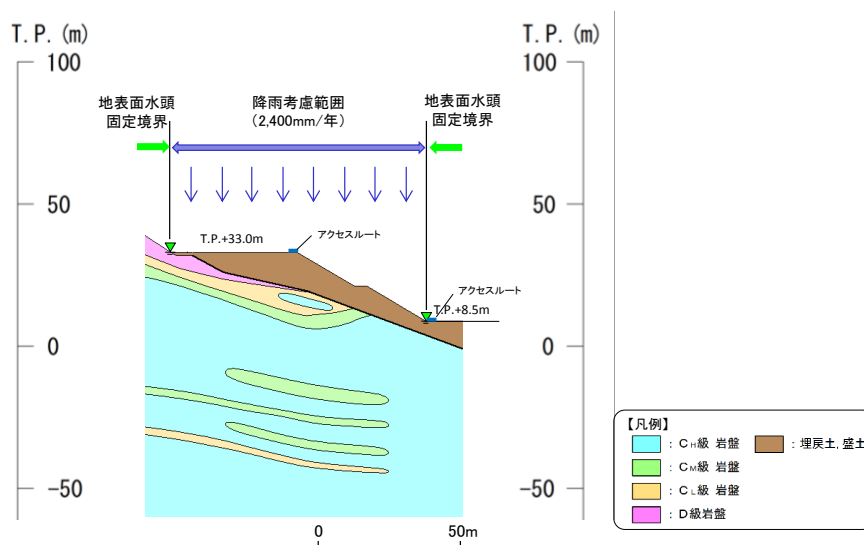 T.P.(m)
T.P.(m)
100
100
地表面水頭
固定境界
降雨考慮範囲
(2,400mm/年)
地表面水頭
固定境界
50
50
T.P.+33.0m
アクセスルート
アクセスルート
T.P.+8.5m
0
0
-50
-50
0
50m
【凡例】
：CH級 岩盤
：埋戻土,盛土
：CM級 岩盤
：CL級 岩盤
：D級岩盤